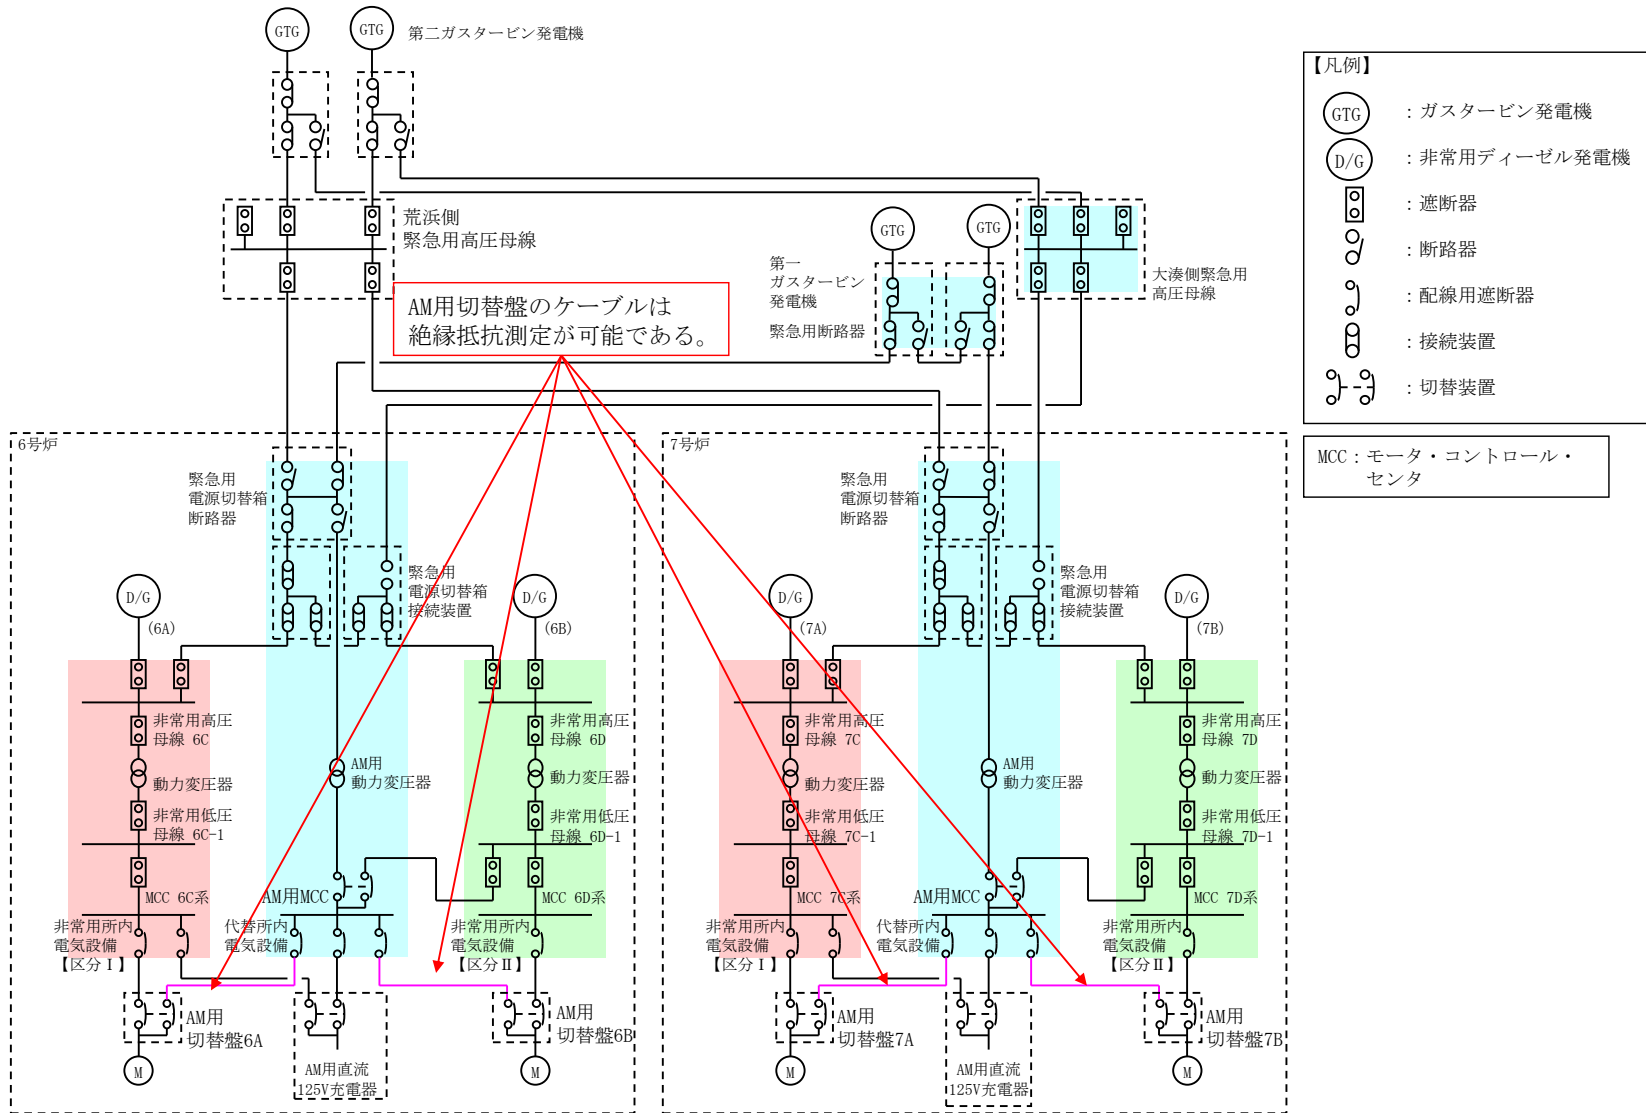 GTG
GTG
第二ガスタービン発電機
【凡例】
GTG
：ガスタービン発電機
D/G
：非常用ディーゼル発電機
：遮断器
：断路器
：配線用遮断器
：接続装置
：切替装置
MCC：モータ・コントロール・
センタ
荒浜側
緊急用高圧母線
GTG
GTG
第一
ガスタービン
発電機
緊急用断路器
大湊側緊急用
高圧母線
AM用切替盤のケーブルは
絶縁抵抗測定が可能である。
6号炉
緊急用
電源切替箱
断路器
緊急用
電源切替箱
接続装置
D/G
(6A)
D/G
(6B)
非常用高圧
母線 6C
動力変圧器
非常用低圧
母線 6C-1
MCC 6C系
非常用所内
電気設備
【区分Ⅰ】
AM用
動力変圧器
AM用MCC
代替所内
電気設備
非常用高圧
母線 6D
動力変圧器
非常用低圧
母線 6D-1
MCC 6D系
非常用所内
電気設備
【区分Ⅱ】
AM用
切替盤6A
M
AM用直流
125V充電器
AM用
切替盤6B
M
7号炉
緊急用
電源切替箱
断路器
緊急用
電源切替箱
接続装置
D/G
(7A)
D/G
(7B)
非常用高圧
母線 7C
動力変圧器
非常用低圧
母線 7C-1
MCC 7C系
非常用所内
電気設備
【区分Ⅰ】
AM用
動力変圧器
AM用MCC
代替所内
電気設備
非常用高圧
母線 7D
動力変圧器
非常用低圧
母線 7D-1
MCC 7D系
非常用所内
電気設備
【区分Ⅱ】
AM用
切替盤7A
M
AM用直流
125V充電器
AM用
切替盤7B
M